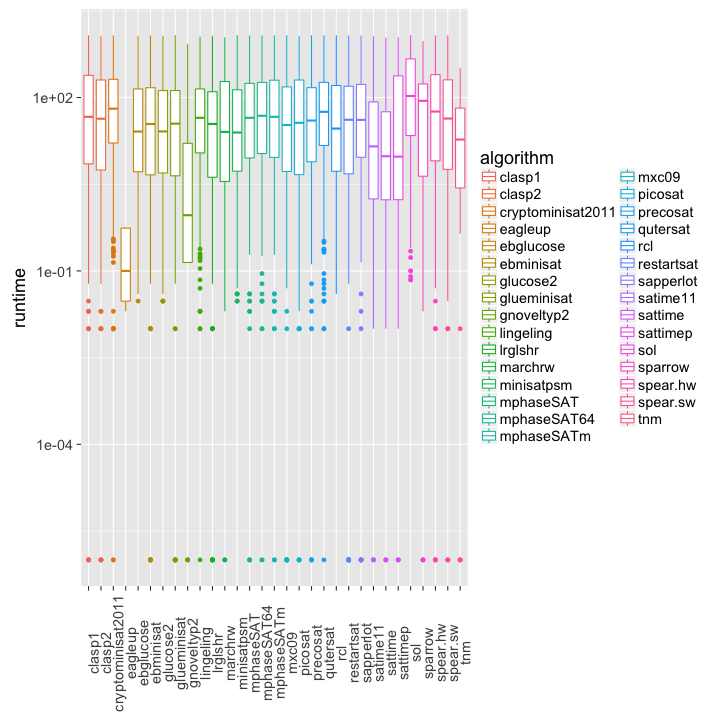 runtime
1e+02
1e-01
1e-04
clasp1
clasp2
cryptominisat2011
eagleup
ebglucose
ebminisat
glucose2
glueminisat
gnoveltyp2
lingeling
lrglshr
marchrw
minisatpsm
mphaseSAT
mphaseSAT64
mphaseSATm
mxc09
picosat
precosat
qutersat
rcl
restartsat
sapperlot
satime11
sattime
sattimep
sol
sparrow
spear.hw
spear.sw
tnm
algorithm
clasp1
clasp2
cryptominisat2011
eagleup
ebglucose
ebminisat
glucose2
glueminisat
gnoveltyp2
lingeling
lrglshr
marchrw
minisatpsm
mphaseSAT
mphaseSAT64
mphaseSATm
mxc09
picosat
precosat
qutersat
rcl
restartsat
sapperlot
satime11
sattime
sattimep
sol
sparrow
spear.hw
spear.sw
tnm